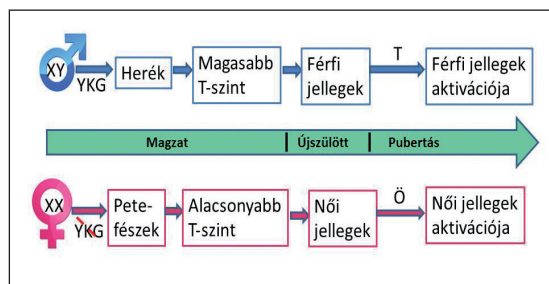 XY
YKG
Herék
Magasabb
T-szint
Férfi
jellegek
T
Férfi jellegek
aktivációja
Magzat
Újszülött
Pubertás
XX
YKG
Pete-
fészek
Alacsonyabb
T-szint
Női
jellegek
Ö
Női jellegek
aktivációja